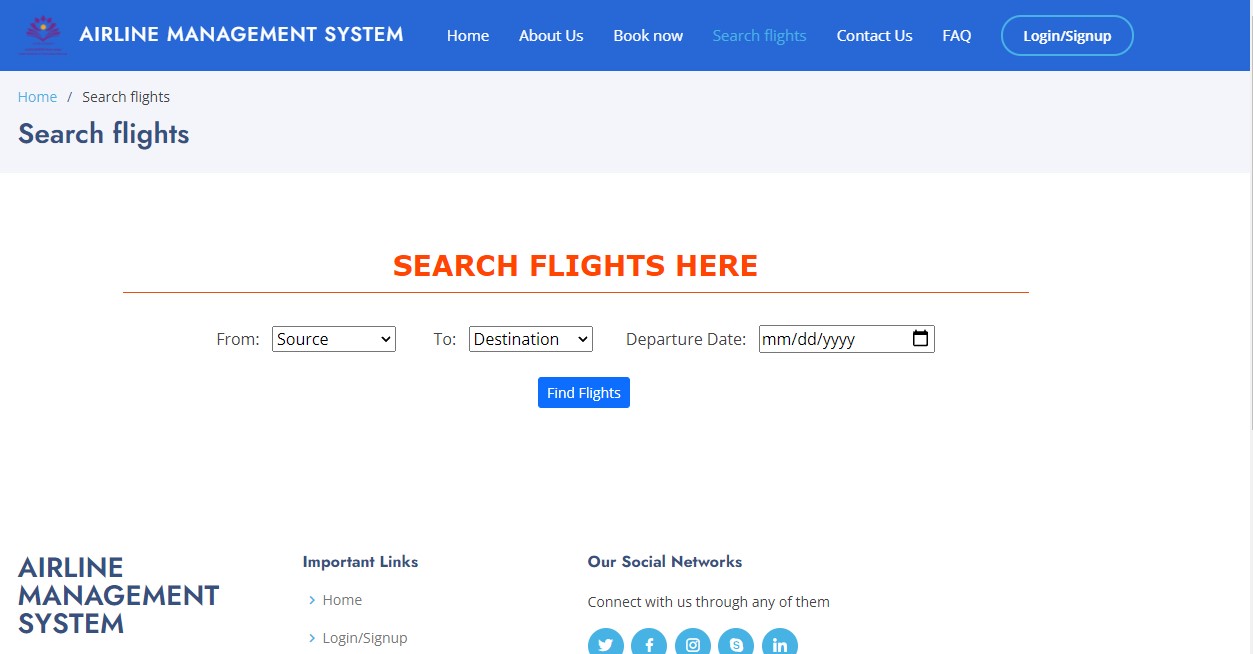 AIRLINE MANAGEMENT SYSTEM Home About Us Book now Search flights Contact Us FAQ Login/Signup
Home / Search flights
Search flights
SEARCH FLIGHTS HERE
From: Source To: Destination Departure Date: mm/dd/yyyy
Find Flights
AIRLINE
MANAGEMENT
SYSTEM
Important Links
Home
Login/Signup
Our Social Networks
Connect with us through any of them